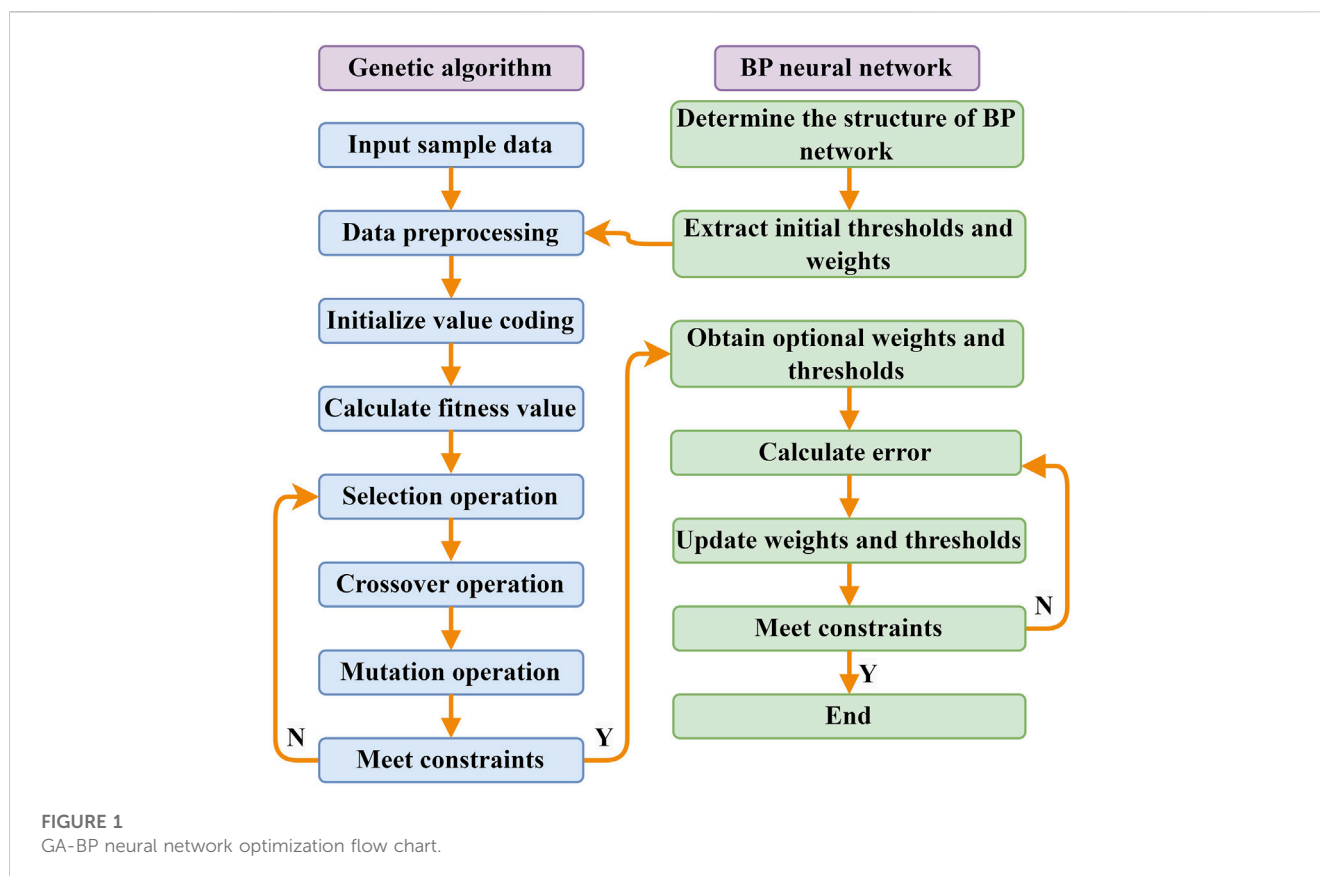 Genetic algorithm
Input sample data
Data preprocessing
Initialize value coding
Calculate fitness value
Selection operation
Crossover operation
Mutation operation
N
Meet constraints
Y
BP neural network
Determine the structure of BP
network
Extract initial thresholds and
weights
Obtain optional weights and
thresholds
Calculate error
Update weights and thresholds
Meet constraints
N
Y
End
FIGURE 1
GA-BP neural network optimization flow chart.